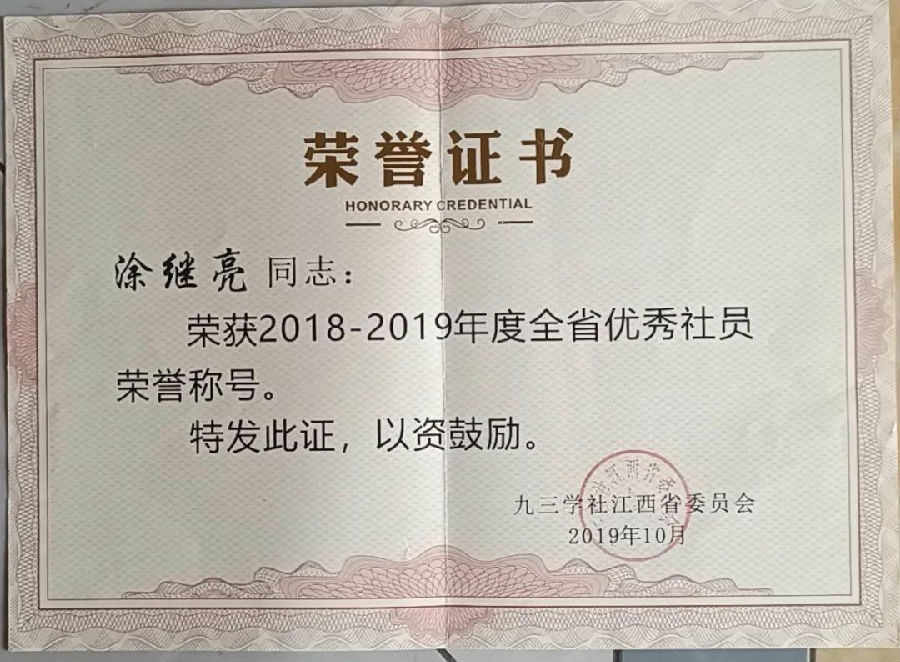 荣誉证书
HONORARY CREDENTIAL
涂继亮 同志：
荣获2018-2019年度全省优秀社员
荣誉称号。
特发此证，以资鼓励。
九三学社江西省委员会
2019年10月